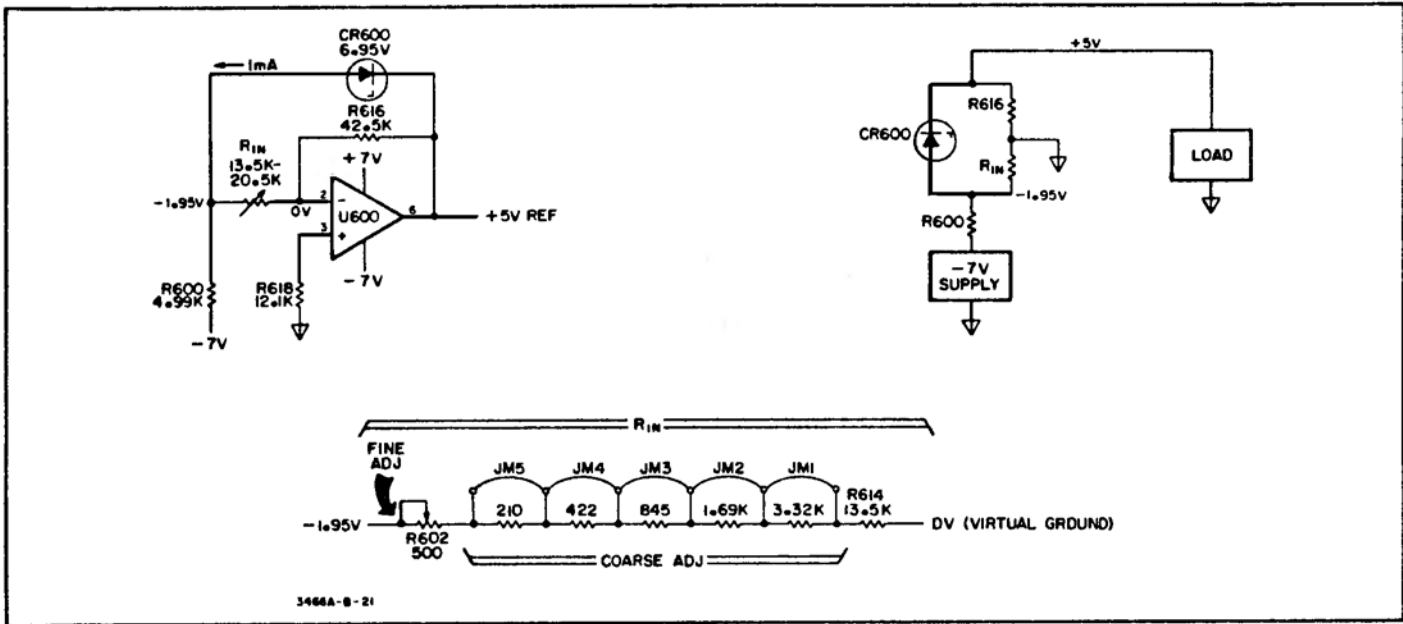 CR600
6.95V
1mA
R616
42.5K
RIN
13.5K-
20.5K
+7V
-1.95V
2
-
0V
U600
6
+5V REF
3
+
-7V
R600
4.99K
R618
12.1K
-7V
+5V
R616
CR600
+
LOAD
RIN
-1.95V
R600
-7V
SUPPLY
RIN
FINE
ADJ
JM5
JM4
JM3
JM2
JM1
R614
13.5K
210
422
845
1.69K
3.32K
-1.95V
DV (VIRTUAL GRDUND)
R602
500
COARSE ADJ
3466A-B-21